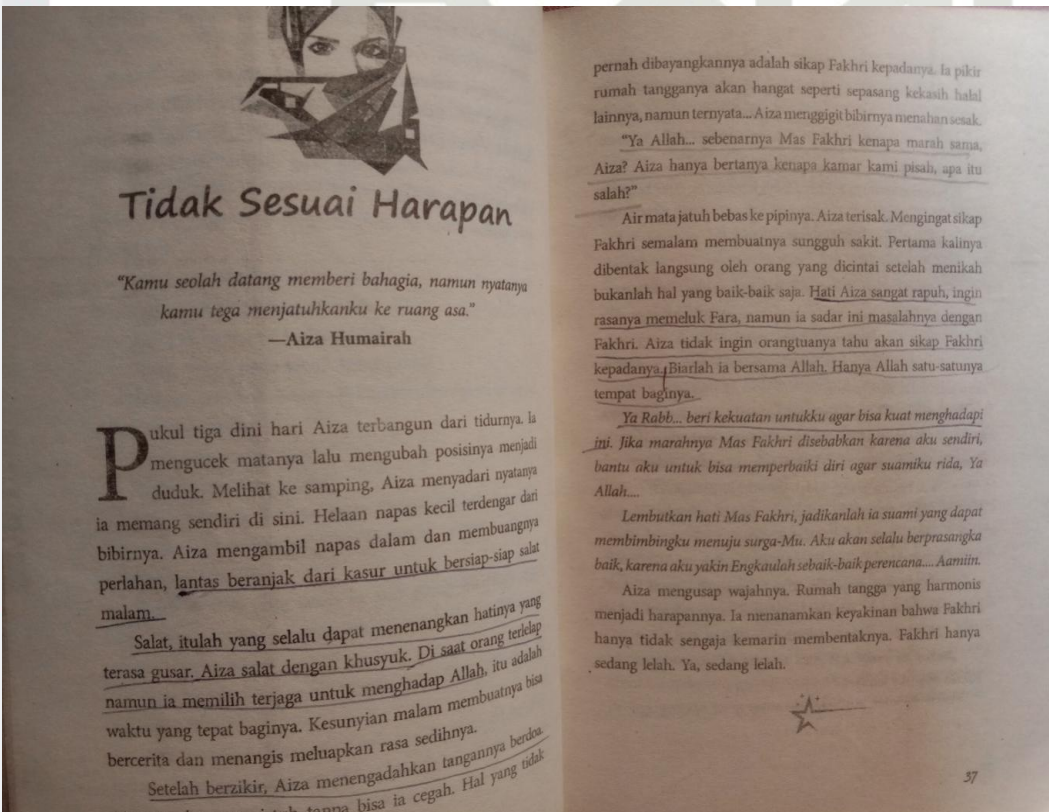 Tidak Sesuai Harapan
“Kamu seolah datang memberi bahagia, namun nyatanya
kamu tega menjatuhkanku ke ruang asa.”
—Aiza Humairah
Pukul tiga dini hari Aiza terbangun dari tidurnya. Ia
mengucek matanya lalu mengubah posisinya menjadi
duduk. Melihat ke samping, Aiza menyadari nyatanya
ia memang sendiri di sini. Helaan napas kecil terdengar dari
bibirnya. Aiza mengambil napas dalam dan membuangnya
perlahan, lantas beranjak dari kasur untuk bersiap-siap salat
malam.
Salat, itulah yang selalu dapat menenangkan hatinya yang
terasa gusar. Aiza salat dengan khusyuk. Di saat orang terlelap
namun ia memilih terjaga untuk menghadap Allah, itu adalah
waktu yang tepat baginya. Kesunyian malam membuatnya bisa
bercerita dan menangis meluapkan rasa sedihnya.
Setelah berzikir, Aiza menengadahkan tangannya berdoa.
tanpa bisa ia cegah. Hal yang tidak
pernah dibayangkannya adalah sikap Fakhri kepadanya. Ia pikir
rumah tangganya akan hangat seperti sepasang kekasih halal
lainnya, namun ternyata... Aiza menggigit bibirnya menahan sesak.
“Ya Allah... sebenarnya Mas Fakhri kenapa marah sama,
Aiza? Aiza hanya bertanya kenapa kamar kami pisah, apa itu
salah?”
Air mata jatuh bebas ke pipinya. Aiza terisak. Mengingat sikap
Fakhri semalam membuatnya sungguh sakit. Pertama kalinya
dibentak langsung oleh orang yang dicintai setelah menikah
bukanlah hal yang baik-baik saja. Hati Aiza sangat rapuh, ingin
rasanya memeluk Fara, namun ia sadar ini masalahnya dengan
Fakhri. Aiza tidak ingin orangtuanya tahu akan sikap Fakhri
kepadanya. Biarlah ia bersama Allah. Hanya Allah satu-satunya
tempat baginya.
Ya Rabb... beri kekuatan untukku agar bisa kuat menghadapi
ini. Jika marahnya Mas Fakhri disebabkan karena aku sendiri,
bantu aku untuk bisa memperbaiki diri agar suamiku rida, Ya
Allah....
Lembutkan hati Mas Fakhri, jadikanlah ia suami yang dapat
membimbingku menuju surga-Mu. Aku akan selalu berprasangka
baik, karena aku yakin Engkaulah sebaik-baik perencana.... Aamiin.
Aiza mengusap wajahnya. Rumah tangga yang harmonis
menjadi harapannya. Ia menanamkan keyakinan bahwa Fakhri
hanya tidak sengaja kemarin membentaknya. Fakhri hanya
sedang lelah. Ya, sedang lelah.
37